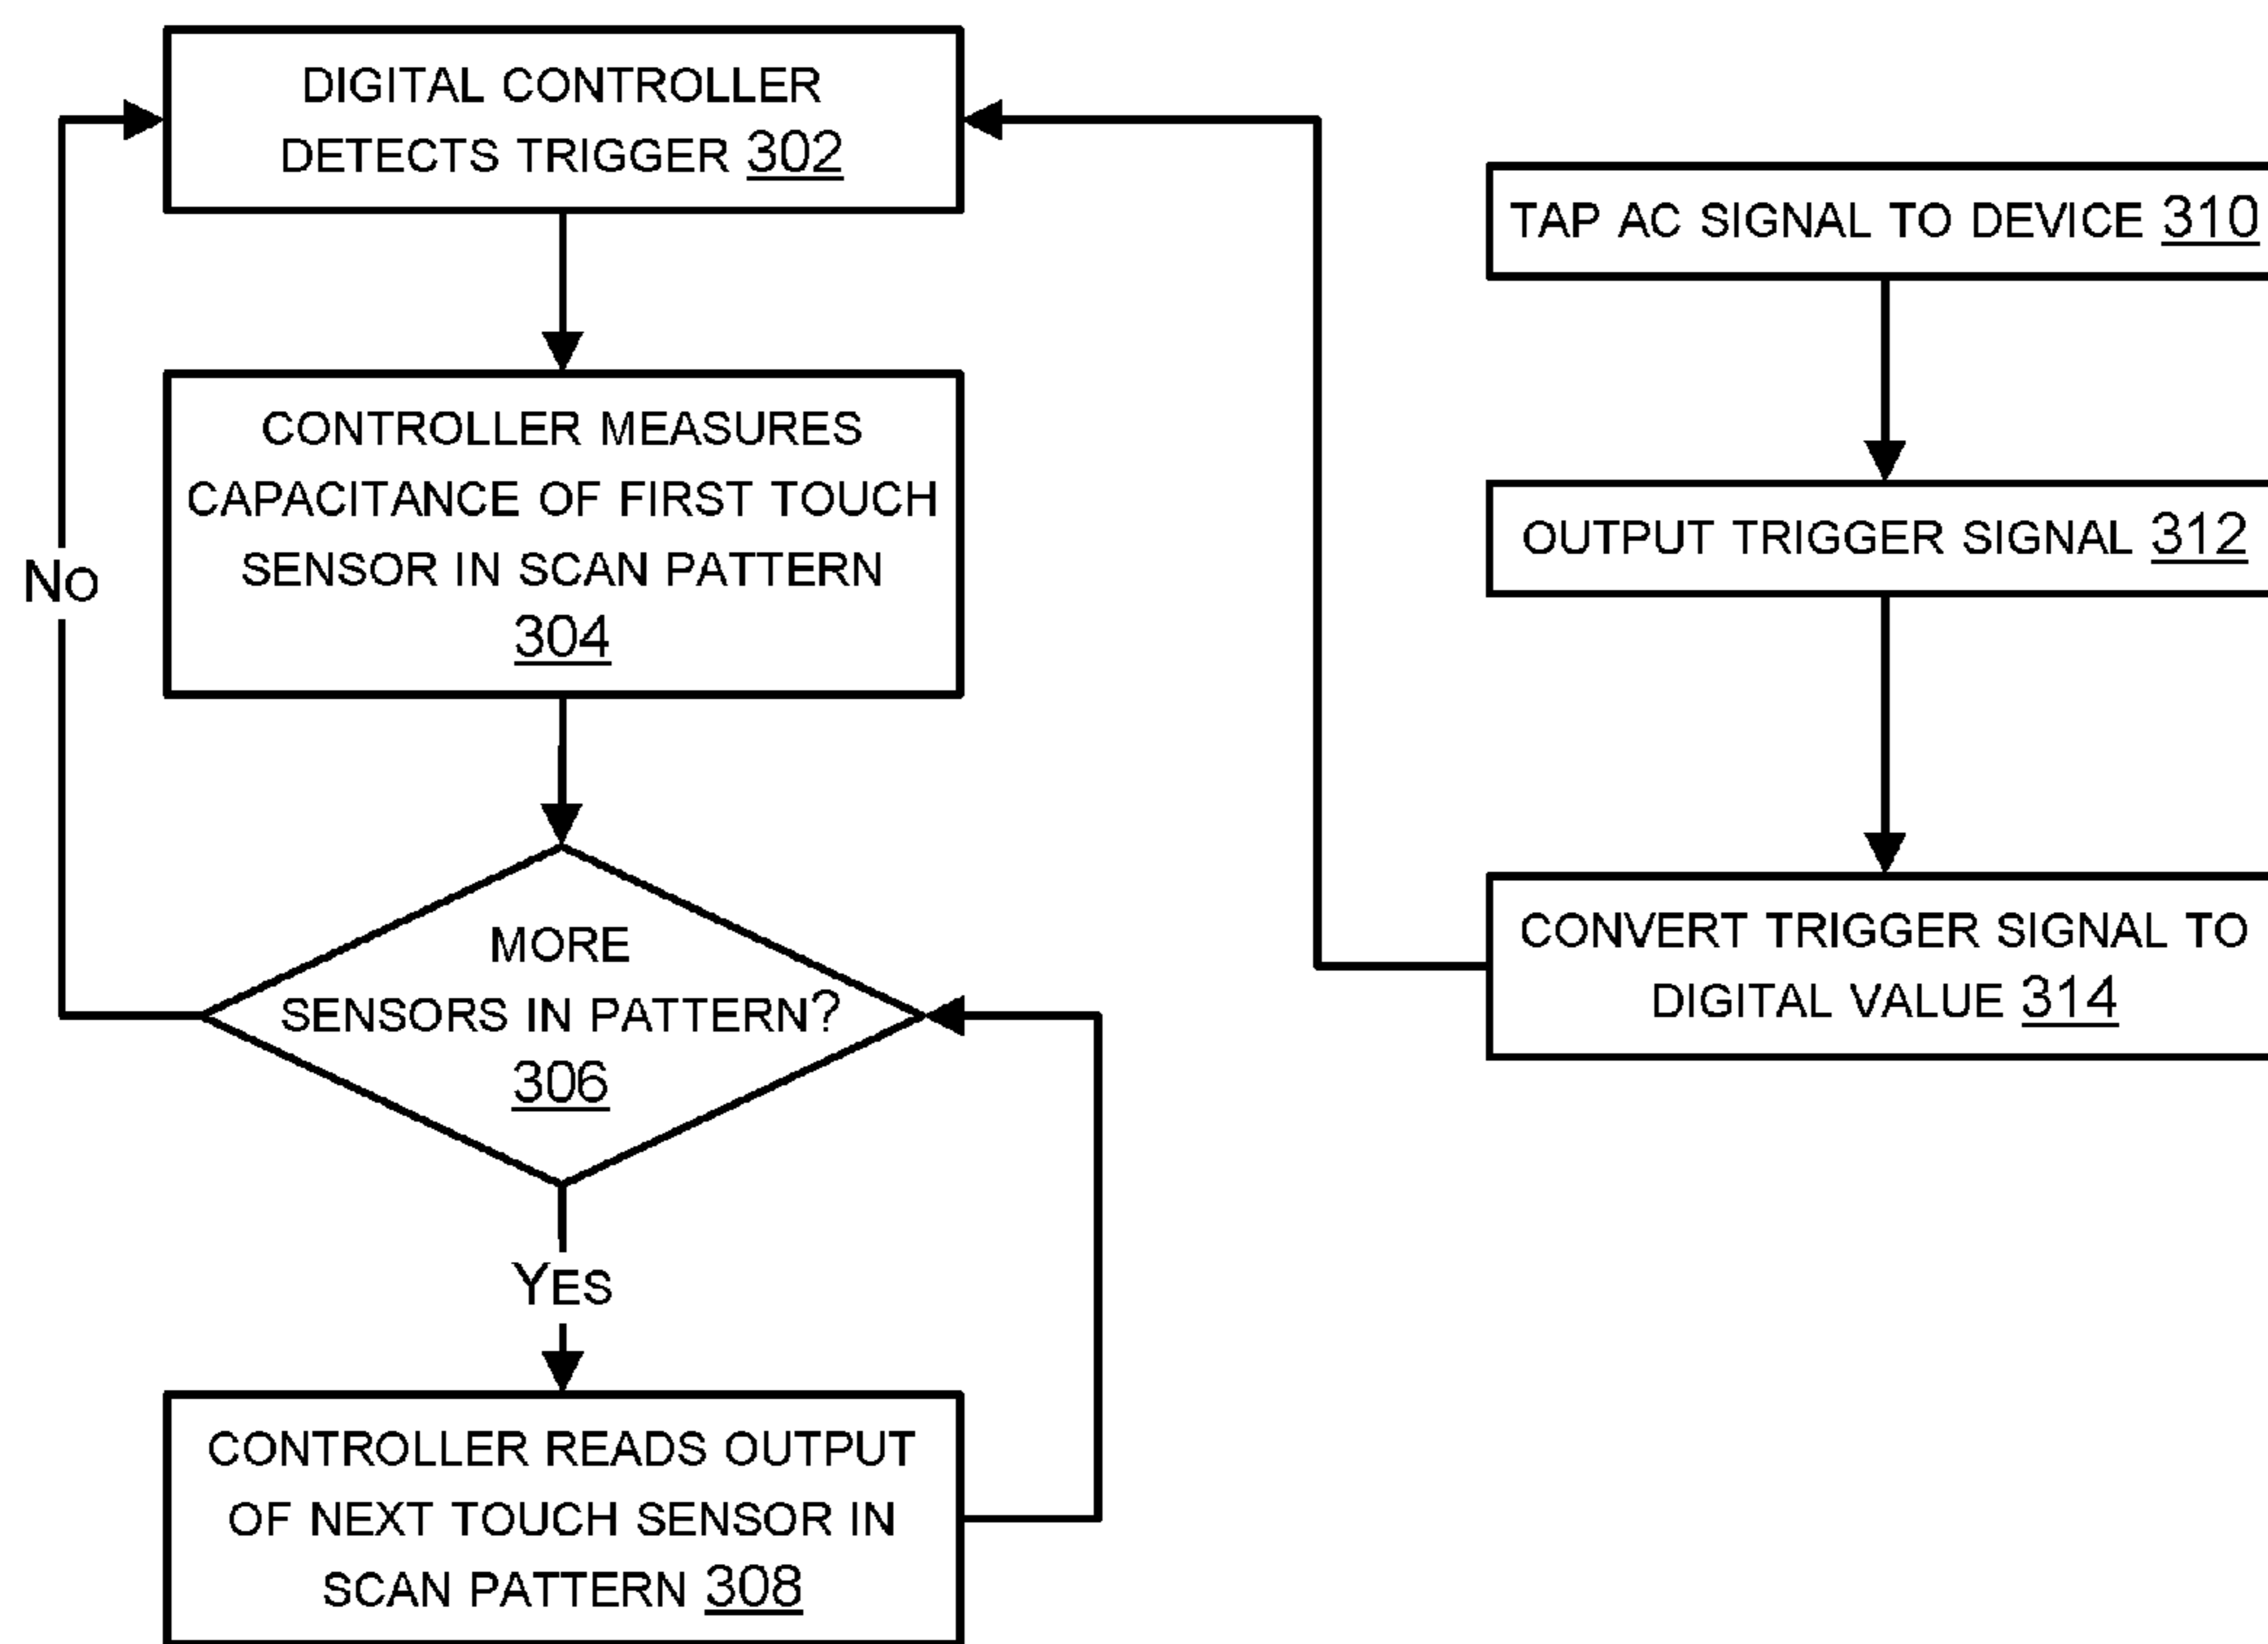 DIGITAL CONTROLLER
DETECTS TRIGGER 302
CONTROLLER MEASURES
CAPACITANCE OF FIRST TOUCH
SENSOR IN SCAN PATTERN
304
NO
MORE
SENSORS IN PATTERN?
306
YES
CONTROLLER READS OUTPUT
OF NEXT TOUCH SENSOR IN
SCAN PATTERN 308
TAP AC SIGNAL TO DEVICE 310
OUTPUT TRIGGER SIGNAL 312
CONVERT TRIGGER SIGNAL TO
DIGITAL VALUE 314